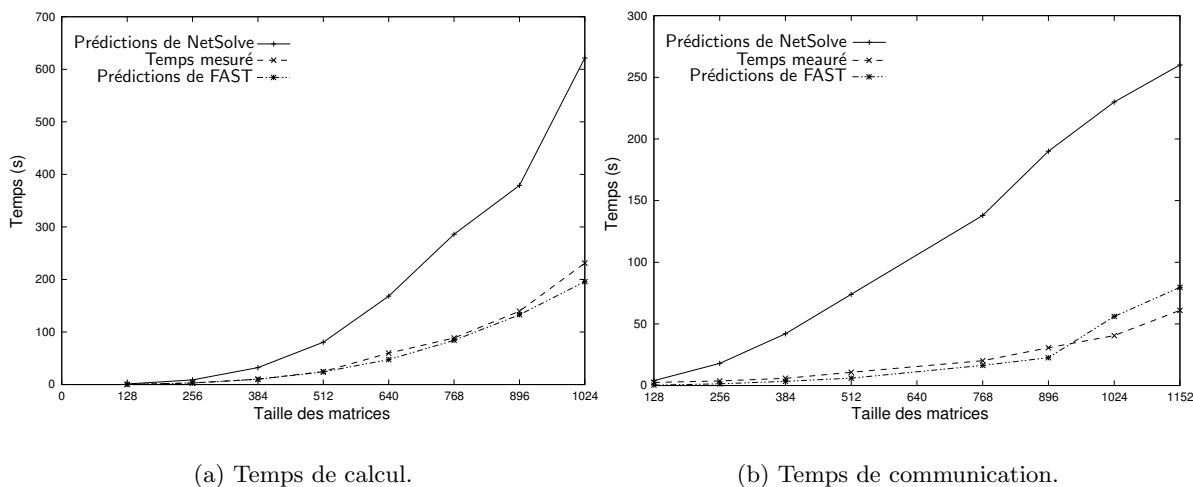 700
600
500
400
300
200
100
0
Temps (s)
Prédictions de NetSolve
Temps mesuré
Prédictions de FAST
0 128 256 384 512 640 768 896 1024
Taille des matrices
(a) Temps de calcul.
300
250
200
150
100
50
0
Temps (s)
Prédictions de NetSolve
Temps meauré
Prédictions de FAST
128 256 384 512 640 768 896 1024 1152
Taille des matrices
(b) Temps de communication.